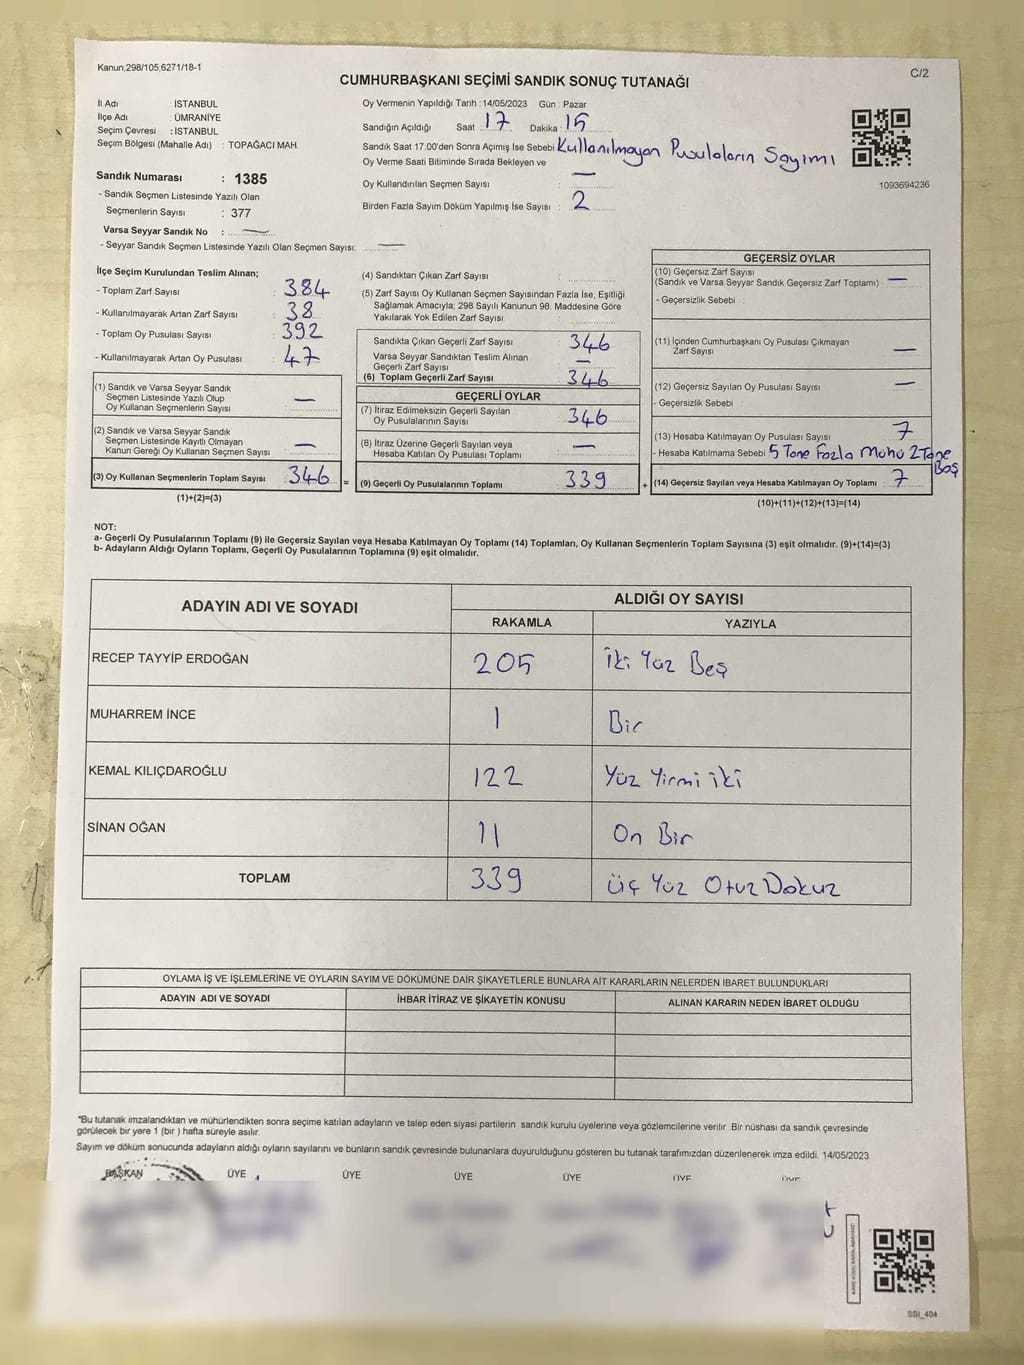 Kanun,298/105,6271/18-1
C/2
CUMHURBAŞKANI SEÇİMİ SANDIK SONUÇ TUTANAĞI
İl Adı : İSTANBUL
İlçe Adı : ÜMRANİYE
Seçim Çevresi : İSTANBUL
Seçim Bölgesi (Mahalle Adı) : TOPAĞACI MAH.
Sandık Numarası : 1385
- Sandık Seçmen Listesinde Yazılı Olan
Seçmenlerin Sayısı : 377
Varsa Seyyar Sandık No : —
- Seyyar Sandık Seçmen Listesinde Yazılı Olan Seçmen Sayısı: —
Oy Vermenin Yapıldığı Tarih : 14/05/2023 Gün : Pazar
Sandığın Açıldığı Saat : 17 Dakika : 15
Sandık Saat 17:00'den Sonra Açımış İse Sebebi Kullanılmayan Pusulaların Sayımı
Oy Verme Saati Bitiminde Sırada Bekleyen ve
Oy Kullandırılan Seçmen Sayısı : —
Birden Fazla Sayım Döküm Yapılmış İse Sayısı : 2
1093694236
İlçe Seçim Kurulundan Teslim Alınan;
- Toplam Zarf Sayısı : 384
- Kullanılmayarak Artan Zarf Sayısı : 38
- Toplam Oy Pusulası Sayısı : 392
- Kullanılmayarak Artan Oy Pusulası : 47
(1) Sandık ve Varsa Seyyar Sandık
Seçmen Listesinde Yazılı Olup
Oy Kullanan Seçmenlerin Sayısı : —
(2) Sandık ve Varsa Seyyar Sandık
Seçmen Listesinde Kayıtlı Olmayan
Kanun Gereği Oy Kullanan Seçmen Sayısı : —
(3) Oy Kullanan Seçmenlerin Toplam Sayısı : 346 =
(1)+(2)=(3)
(4) Sandıktan Çıkan Zarf Sayısı :
(5) Zarf Sayısı Oy Kullanan Seçmen Sayısından Fazla İse, Eşitliği
Sağlamak Amacıyla; 298 Sayılı Kanunun 98. Maddesine Göre
Yakılarak Yok Edilen Zarf Sayısı :
Sandıkta Çıkan Geçerli Zarf Sayısı : 346
Varsa Seyyar Sandıktan Teslim Alınan
Geçerli Zarf Sayısı : —
(6) Toplam Geçerli Zarf Sayısı : 346
GEÇERLİ OYLAR
(7) İtiraz Edilmeksizin Geçerli Sayılan
Oy Pusulalarının Sayısı : 346
(8) İtiraz Üzerine Geçerli Sayılan veya
Hesaba Katılan Oy Pusulası Toplamı : —
(9) Geçerli Oy Pusulalarının Toplamı : 339 +
GEÇERSİZ OYLAR
(10) Geçersiz Zarf Sayısı
(Sandık ve Varsa Seyyar Sandık Geçersiz Zarf Toplamı) : —
- Geçersizlik Sebebi :
(11) İçinden Cumhurbaşkanı Oy Pusulası Çıkmayan
Zarf Sayısı : —
(12) Geçersiz Sayılan Oy Pusulası Sayısı : —
- Geçersizlik Sebebi :
(13) Hesaba Katılmayan Oy Pusulası Sayısı : 7
- Hesaba Katılmama Sebebi : 5 Tane Fazla Mühü 2 Tane
Boş
(14) Geçersiz Sayılan veya Hesaba Katılmayan Oy Toplamı : 7
(10)+(11)+(12)+(13)=(14)
NOT:
a- Geçerli Oy Pusulalarının Toplamı (9) ile Geçersiz Sayılan veya Hesaba Katılmayan Oy Toplamı (14) Toplamları, Oy Kullanan Seçmenlerin Toplam Sayısına (3) eşit olmalıdır. (9)+(14)=(3)
b- Adayların Aldığı Oyların Toplamı, Geçerli Oy Pusulalarının Toplamına (9) eşit olmalıdır.
ADAYIN ADI VE SOYADI ALDIĞI OY SAYISI
RAKAMLA YAZIYLA
RECEP TAYYİP ERDOĞAN 205 İki Yüz Beş
MUHARREM İNCE 1 Bir
KEMAL KILIÇDAROĞLU 122 Yüz Yirmi iki
SİNAN OĞAN 11 On Bir
TOPLAM 339 Üç Yüz Otuz Dokuz
OYLAMA İŞ VE İŞLEMLERİNE VE OYLARIN SAYIM VE DÖKÜMÜNE DAİR ŞİKAYETLERLE BUNLARA AİT KARARLARIN NELERDEN İBARET BULUNDUKLARI
ADAYIN ADI VE SOYADI İHBAR İTİRAZ VE ŞİKAYETİN KONUSU ALINAN KARARIN NEDEN İBARET OLDUĞU
*Bu tutanak imzalandıktan ve mühürlendikten sonra seçime katılan adayların ve talep eden siyasi partilerin sandık kurulu üyelerine veya gözlemcilerine verilir. Bir nüshası da sandık çevresinde
görülecek bir yere 1 (bir ) hafta süreyle asılır.
Sayım ve döküm sonucunda adayların aldığı oyların sayılarını ve bunların sandık çevresinde bulunanlara duyurulduğunu gösteren bu tutanak tarafımızdan düzenlenerek imza edildi. 14/05/2023
BAŞKAN ÜYE ÜYE ÜYE ÜYE ÜYE ÜYE
SSI_404